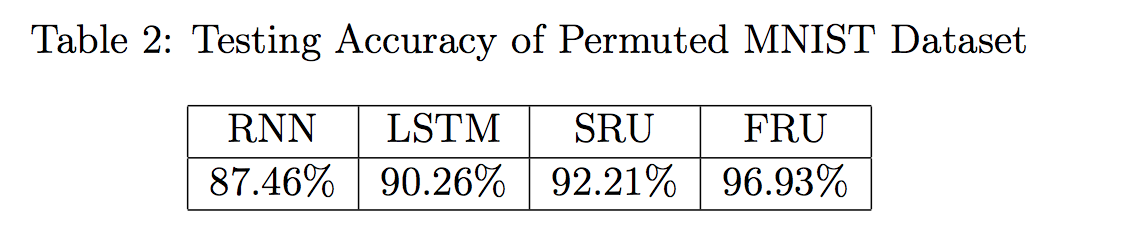 Table 2: Testing Accuracy of Permuted MNIST Dataset
RNN LSTM SRU FRU
87.46% 90.26% 92.21% 96.93%